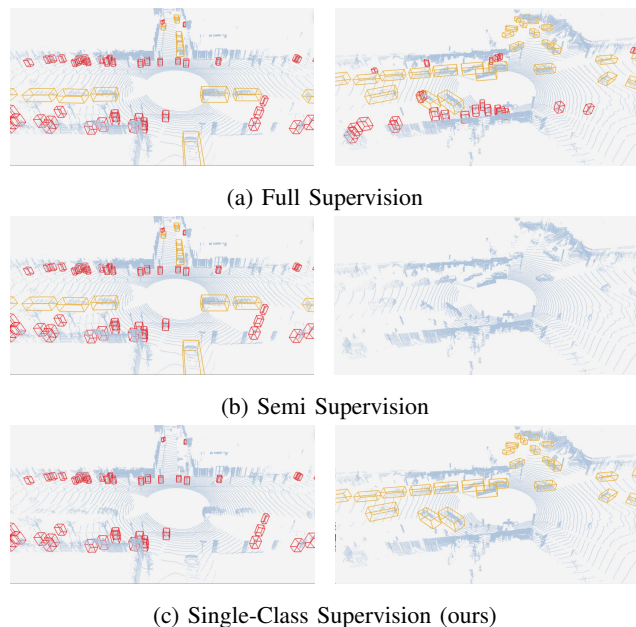 (a) Full Supervision
(b) Semi Supervision
(c) Single-Class Supervision (ours)